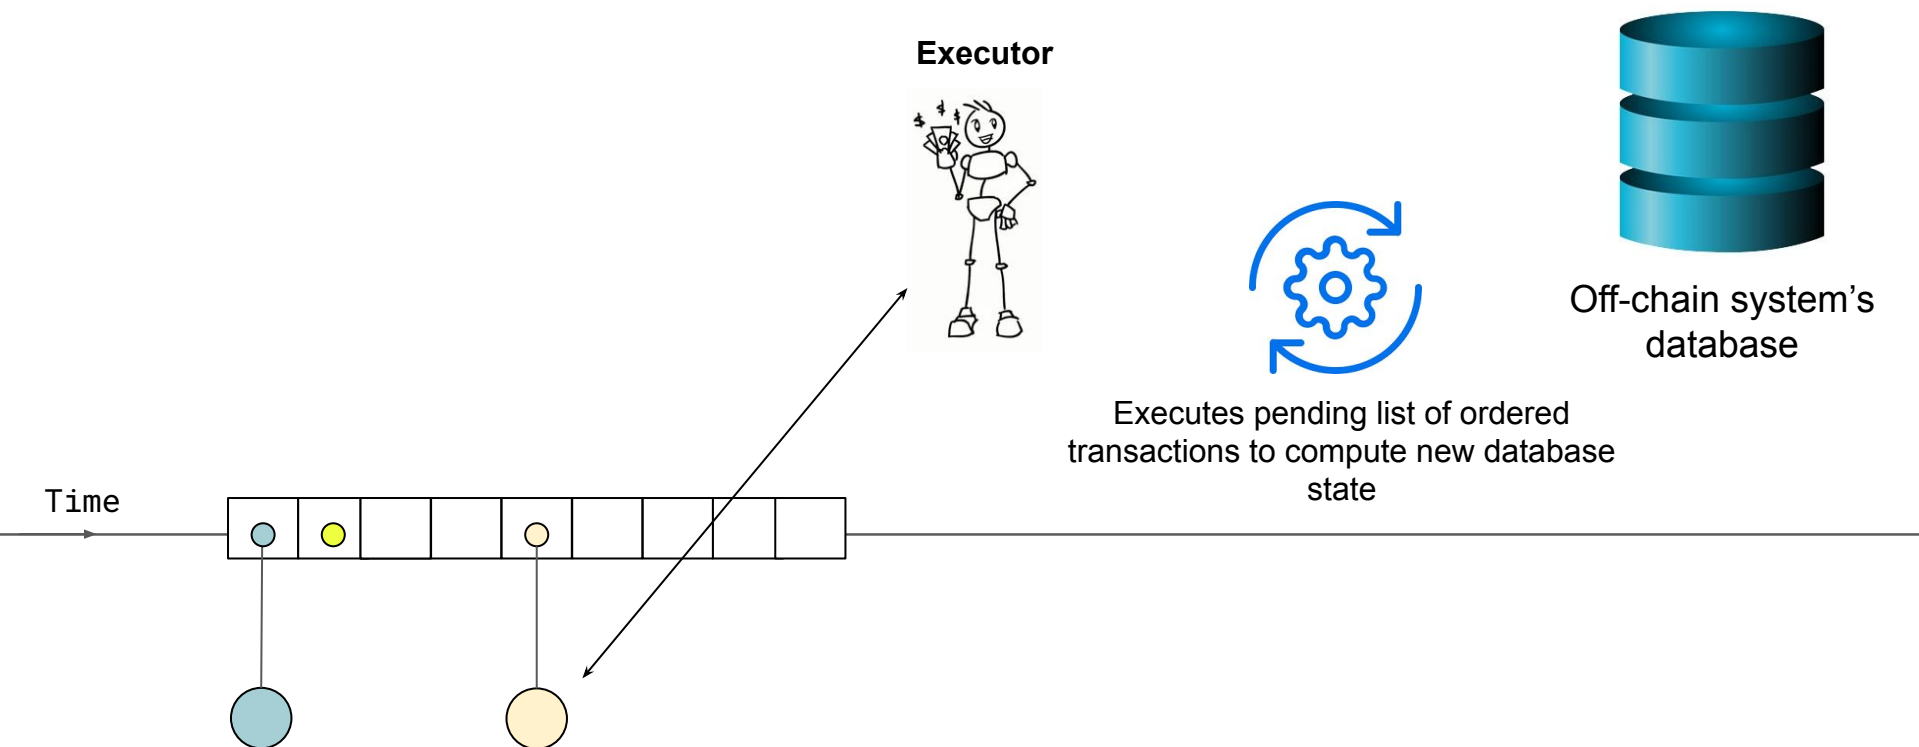 Executor
$ $ $
Off-chain system’s
database
Executes pending list of ordered
transactions to compute new database
state
Time